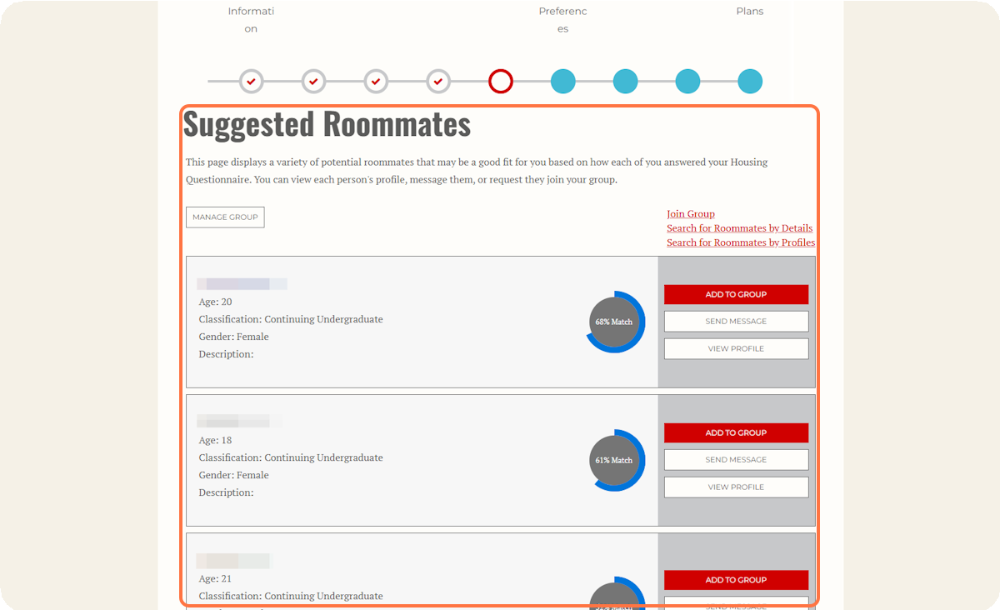 Informati
on
Preferenc
es
Plans
Suggested Roommates
This page displays a variety of potential roommates that may be a good fit for you based on how each of you answered your Housing
Questionnaire. You can view each person's profile, message them, or request they join your group.
MANAGE GROUP
Join Group
Search for Roommates by Details
Search for Roommates by Profiles
Age: 20
Classification: Continuing Undergraduate
Gender: Female
Description:
68% Match
ADD TO GROUP
SEND MESSAGE
VIEW PROFILE
Age: 18
Classification: Continuing Undergraduate
Gender: Female
Description:
61% Match
ADD TO GROUP
SEND MESSAGE
VIEW PROFILE
Age: 21
Classification: Continuing Undergraduate
ADD TO GROUP
SEND MESSAGE